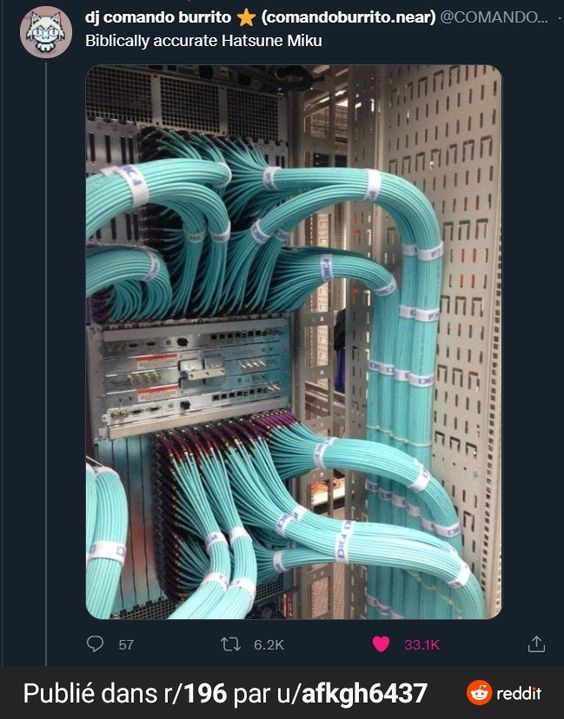 dj comando burrito ⭐ (comandoburrito.near) @COMANDO... ·
Biblically accurate Hatsune Miku
57
6.2K
33.1K
Publié dans r/196 par u/afkgh6437
reddit